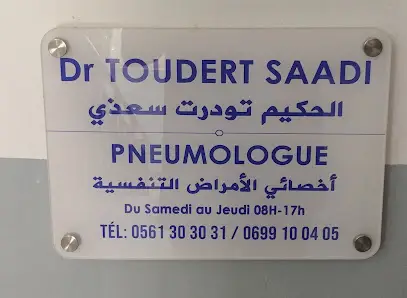 Dr TOUDERT SAADI
الحكيم تودرت سعذي
PNEUMOLOGUE
أخصائي الأمراض التنفسية
Du Samedi au Jeudi 08H-17h
TÉL: 0561 30 30 31 / 0699 10 04 05